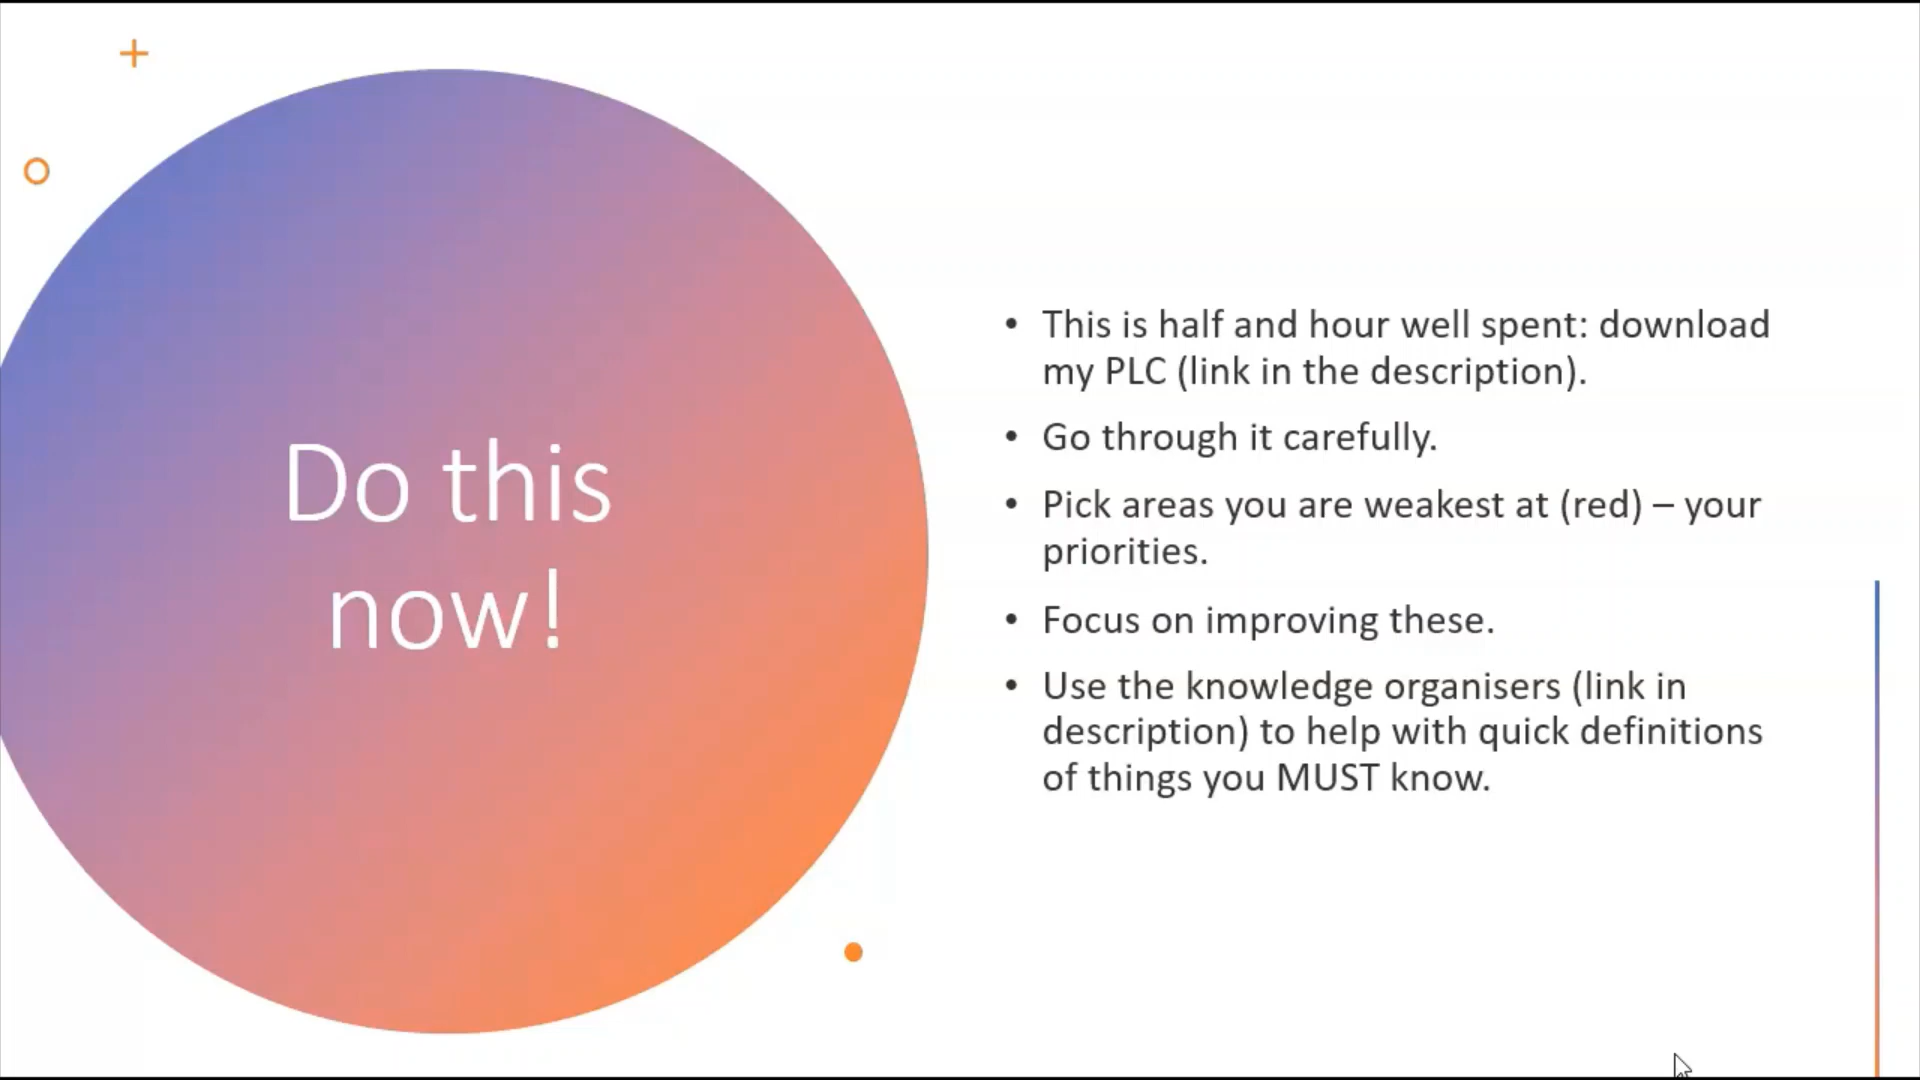 Do this
now!
• This is half and hour well spent: download
my PLC (link in the description).
• Go through it carefully.
• Pick areas you are weakest at (red) – your
priorities.
• Focus on improving these.
• Use the knowledge organisers (link in
description) to help with quick definitions
of things you MUST know.